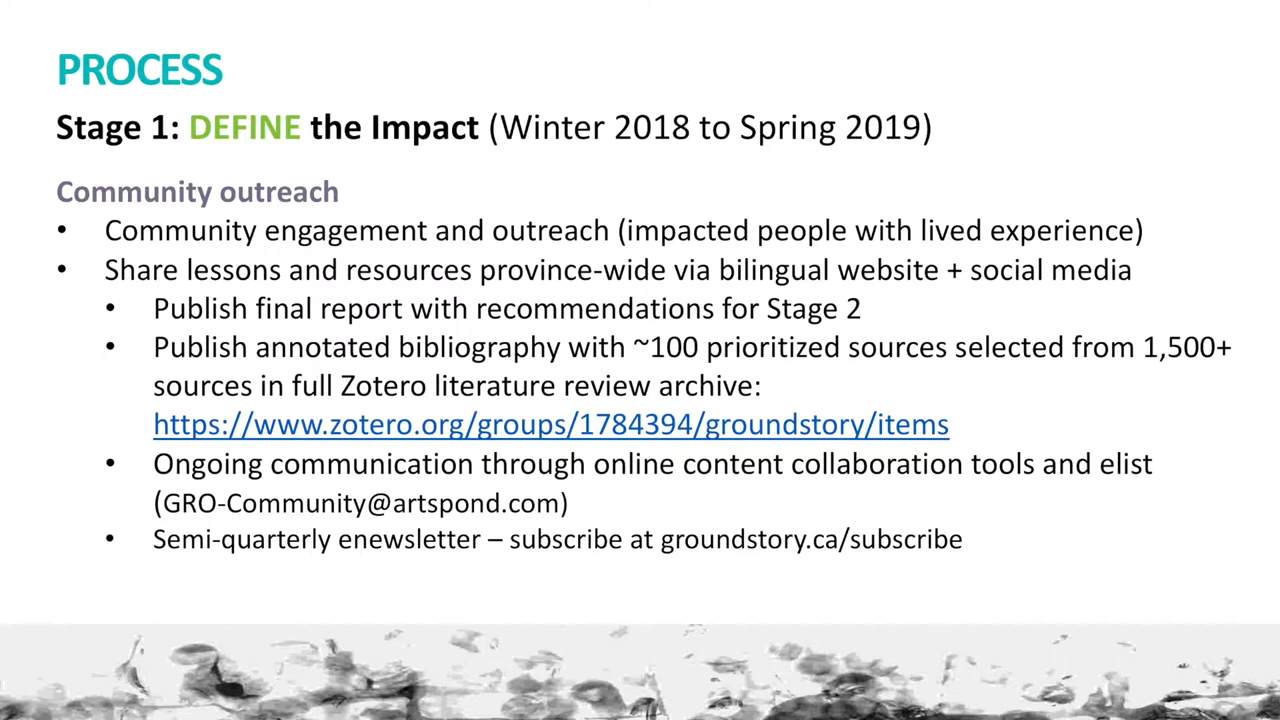 PROCESS
Stage 1: DEFINE the Impact (Winter 2018 to Spring 2019)
Community outreach
• Community engagement and outreach (impacted people with lived experience)
• Share lessons and resources province-wide via bilingual website + social media
• Publish final report with recommendations for Stage 2
• Publish annotated bibliography with ~100 prioritized sources selected from 1,500+
sources in full Zotero literature review archive:
https://www.zotero.org/groups/1784394/groundstory/items
• Ongoing communication through online content collaboration tools and elist
(GRO-Community@artspond.com)
• Semi-quarterly enewsletter – subscribe at groundstory.ca/subscribe